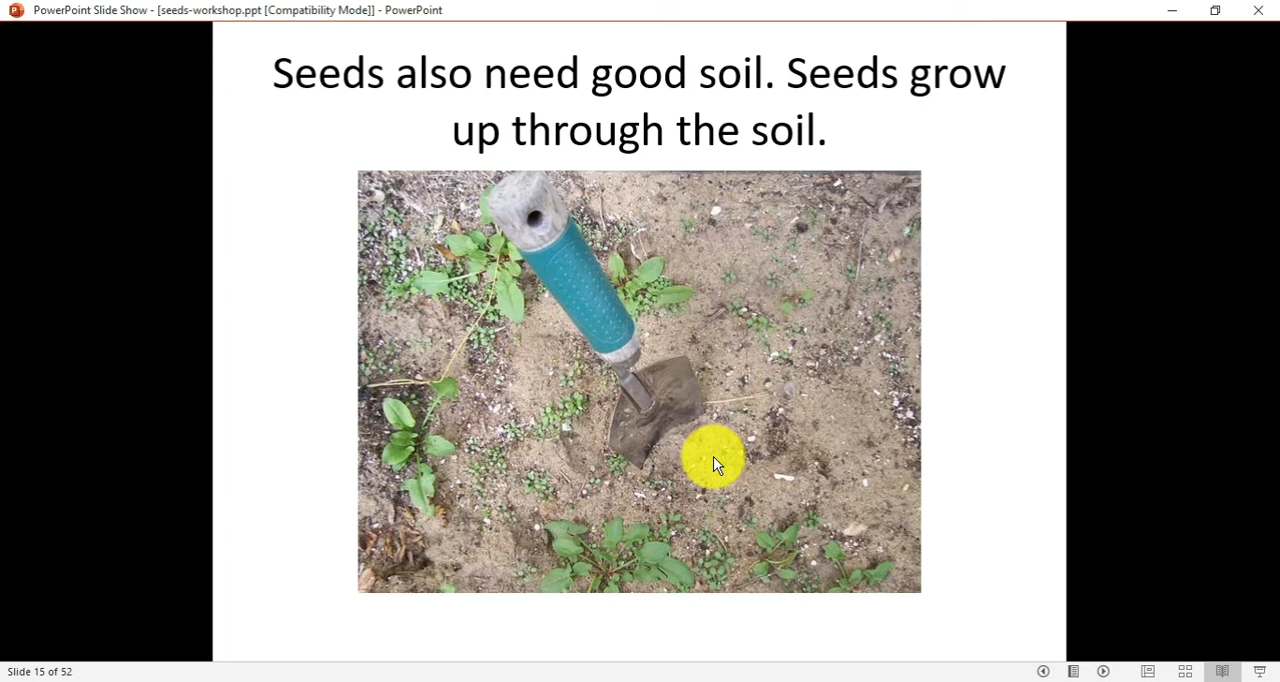 PowerPoint Slide Show - [seeds-workshop.ppt [Compatibility Mode]] - PowerPoint
Seeds also need good soil. Seeds grow
up through the soil.
Slide 15 of 52